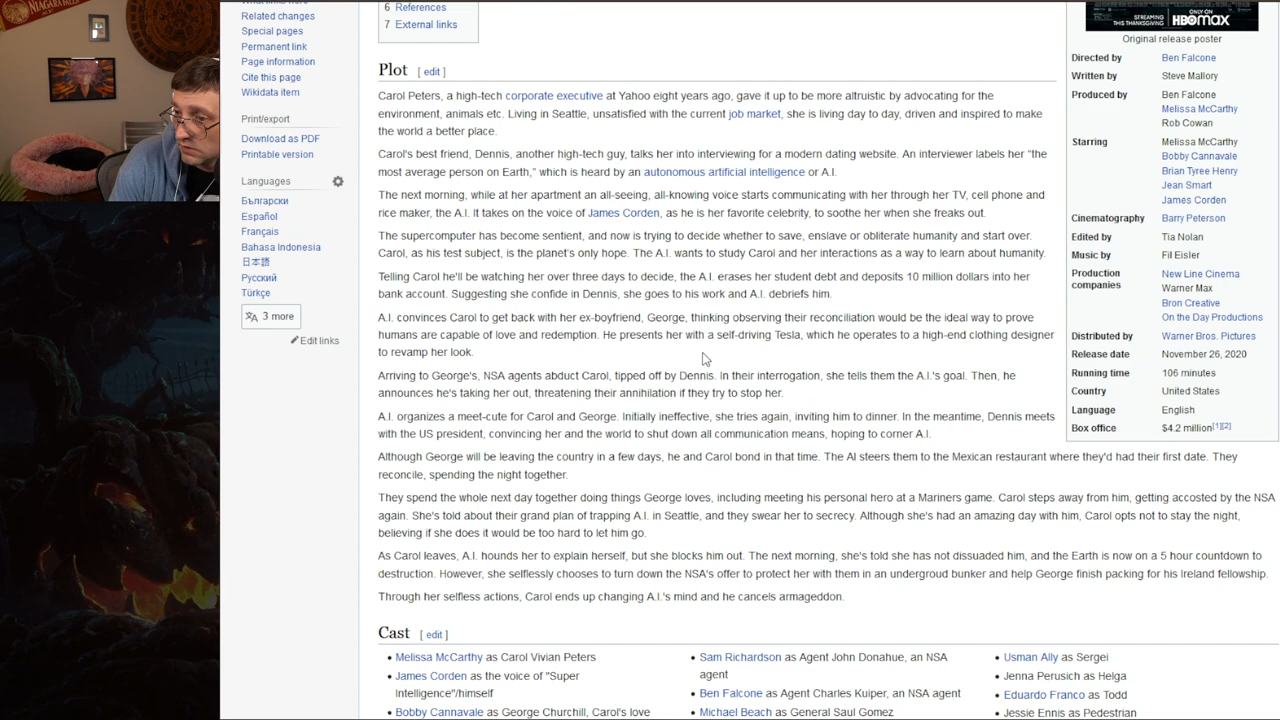 NIAGARA FALLS
What links here
Related changes
Special pages
Permanent link
Page information
Cite this page
Wikidata item
Print/export
Download as PDF
Printable version
Languages
Български
Español
Français
Bahasa Indonesia
日本語
Русский
Türkçe
3 more
Edit links
6 References
7 External links
Plot [ edit ]
Carol Peters, a high-tech corporate executive at Yahoo eight years ago, gave it up to be more altruistic by advocating for the
environment, animals etc. Living in Seattle, unsatisfied with the current job market, she is living day to day, driven and inspired to make
the world a better place.
Carol's best friend, Dennis, another high-tech guy, talks her into interviewing for a modern dating website. An interviewer labels her “the
most average person on Earth,” which is heard by an autonomous artificial intelligence or A.I.
The next morning, while at her apartment an all-seeing, all-knowing voice starts communicating with her through her TV, cell phone and
rice maker, the A.I. It takes on the voice of James Corden, as he is her favorite celebrity, to soothe her when she freaks out.
The supercomputer has become sentient, and now is trying to decide whether to save, enslave or obliterate humanity and start over.
Carol, as his test subject, is the planet's only hope. The A.I. wants to study Carol and her interactions as a way to learn about humanity.
Telling Carol he'll be watching her over three days to decide, the A.I. erases her student debt and deposits 10 million dollars into her
bank account. Suggesting she confide in Dennis, she goes to his work and A.I. debriefs him.
A.I. convinces Carol to get back with her ex-boyfriend, George, thinking observing their reconciliation would be the ideal way to prove
humans are capable of love and redemption. He presents her with a self-driving Tesla, which he operates to a high-end clothing designer
to revamp her look.
Arriving to George's, NSA agents abduct Carol, tipped off by Dennis. In their interrogation, she tells them the A.I.'s goal. Then, he
announces he's taking her out, threatening their annihilation if they try to stop her.
A.I. organizes a meet-cute for Carol and George. Initially ineffective, she tries again, inviting him to dinner. In the meantime, Dennis meets
with the US president, convincing her and the world to shut down all communication means, hoping to corner A.I.
Although George will be leaving the country in a few days, he and Carol bond in that time. The AI steers them to the Mexican restaurant where they'd had their first date. They
reconcile, spending the night together.
They spend the whole next day together doing things George loves, including meeting his personal hero at a Mariners game. Carol steps away from him, getting accosted by the NSA
again. She's told about their grand plan of trapping A.I. in Seattle, and they swear her to secrecy. Although she's had an amazing day with him, Carol opts not to stay the night,
believing if she does it would be too hard to let him go.
As Carol leaves, A.I. hounds her to explain herself, but she blocks him out. The next morning, she's told she has not dissuaded him, and the Earth is now on a 5 hour countdown to
destruction. However, she selflessly chooses to turn down the NSA's offer to protect her with them in an undergroud bunker and help George finish packing for his Ireland fellowship.
Through her selfless actions, Carol ends up changing A.I.'s mind and he cancels armageddon.
Cast [ edit ]
• Melissa McCarthy as Carol Vivian Peters
• James Corden as the voice of "Super
Intelligence"/himself
• Bobby Cannavale as George Churchill, Carol's love
• Sam Richardson as Agent John Donahue, an NSA
agent
• Ben Falcone as Agent Charles Kuiper, an NSA agent
• Michael Beach as General Saul Gomez
• Usman Ally as Sergei
• Jenna Perusich as Helga
• Eduardo Franco as Todd
• Jessie Ennis as Pedestrian
STREAMING THIS THANKSGIVING
ONLY ON HBOMAX
Original release poster
Directed by Ben Falcone
Written by Steve Mallory
Produced by Ben Falcone
Melissa McCarthy
Rob Cowan
Starring Melissa McCarthy
Bobby Cannavale
Brian Tyree Henry
Jean Smart
James Corden
Cinematography Barry Peterson
Edited by Tia Nolan
Music by Fil Eisler
Production companies New Line Cinema
Warner Max
Bron Creative
On the Day Productions
Distributed by Warner Bros. Pictures
Release date November 26, 2020
Running time 106 minutes
Country United States
Language English
Box office $4.2 million[1][2]